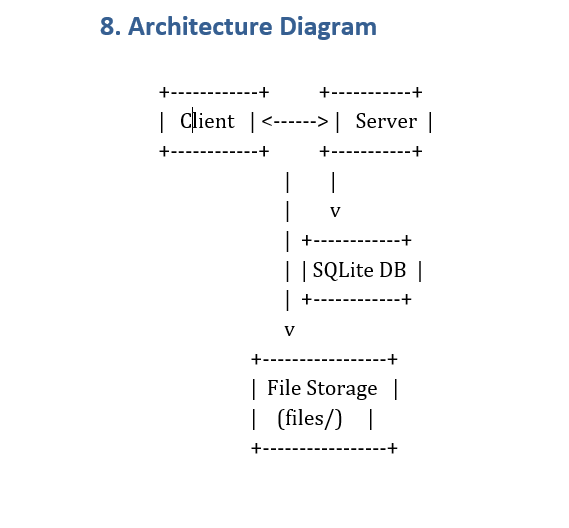 8. Architecture Diagram
+------------+ +-----------+
| Client |<------>| Server |
+------------+ +-----------+
| |
| v
| +------------+
| | SQLite DB |
| +------------+
v
+-----------------+
| File Storage |
| (files/) |
+-----------------+